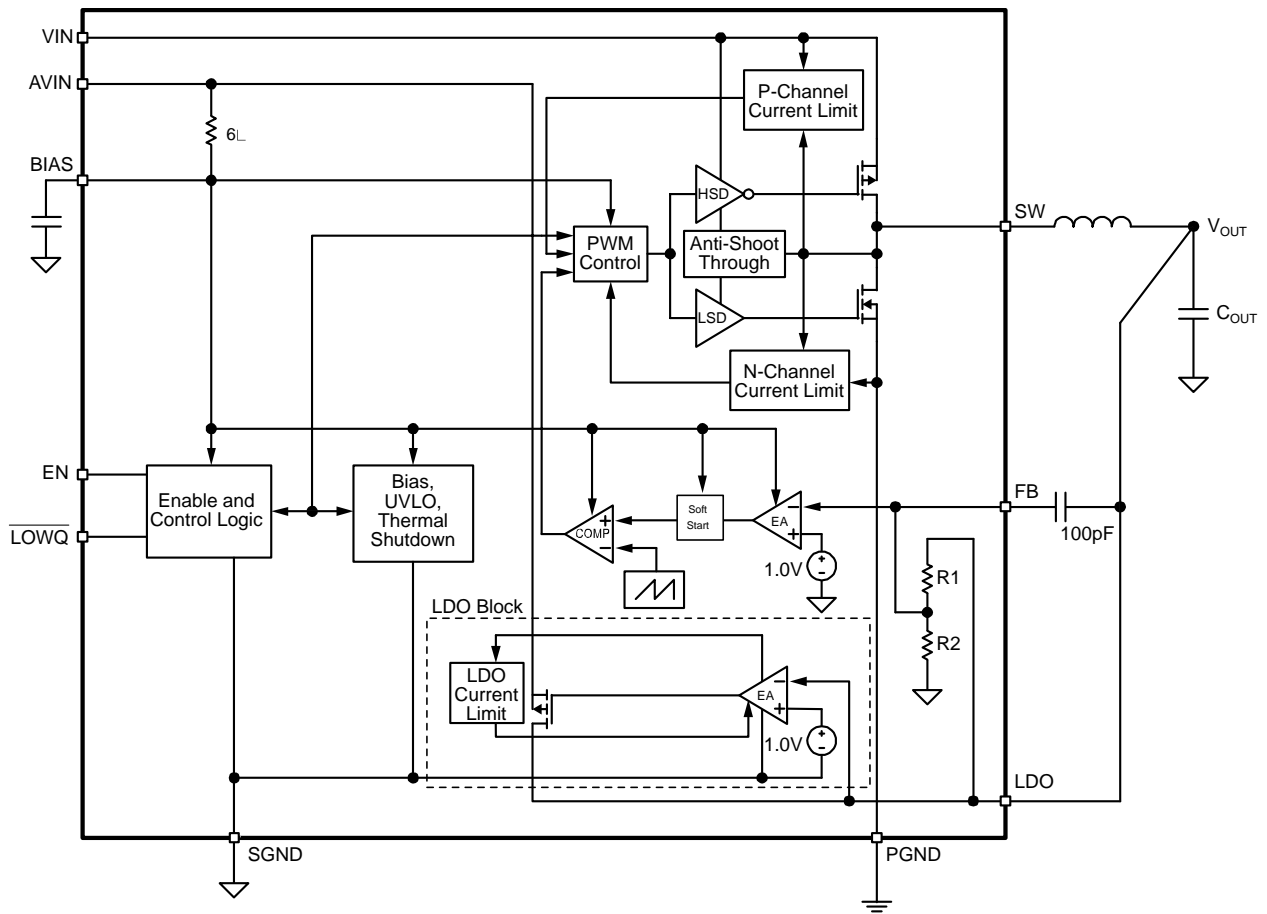 VIN
AVIN
P-Channel
Current Limit
6
BIAS
HSD
SW
VOUT
PWM
Control
Anti-Shoot
Through
LSD
COUT
N-Channel
Current Limit
EN
Enable and
Control Logic
LOWQ
Bias,
UVLO,
Thermal
Shutdown
Soft
Start
EA
COMP
+
−
−
+
1.0V
+
−
FB
100pF
R1
R2
LDO Block
LDO
Current
Limit
EA
−
+
1.0V
+
−
LDO
SGND
PGND